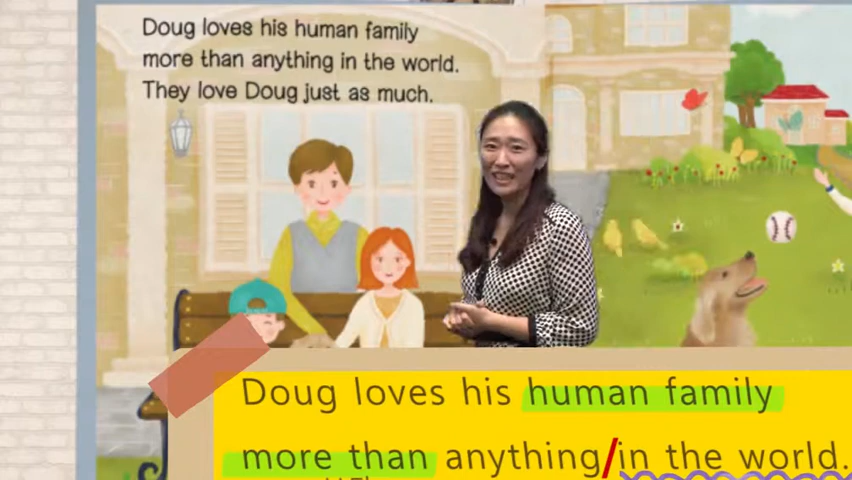 Doug loves his human family
more than anything in the world.
They love Doug just as much.
Doug loves his human family
more than anything/in the world.